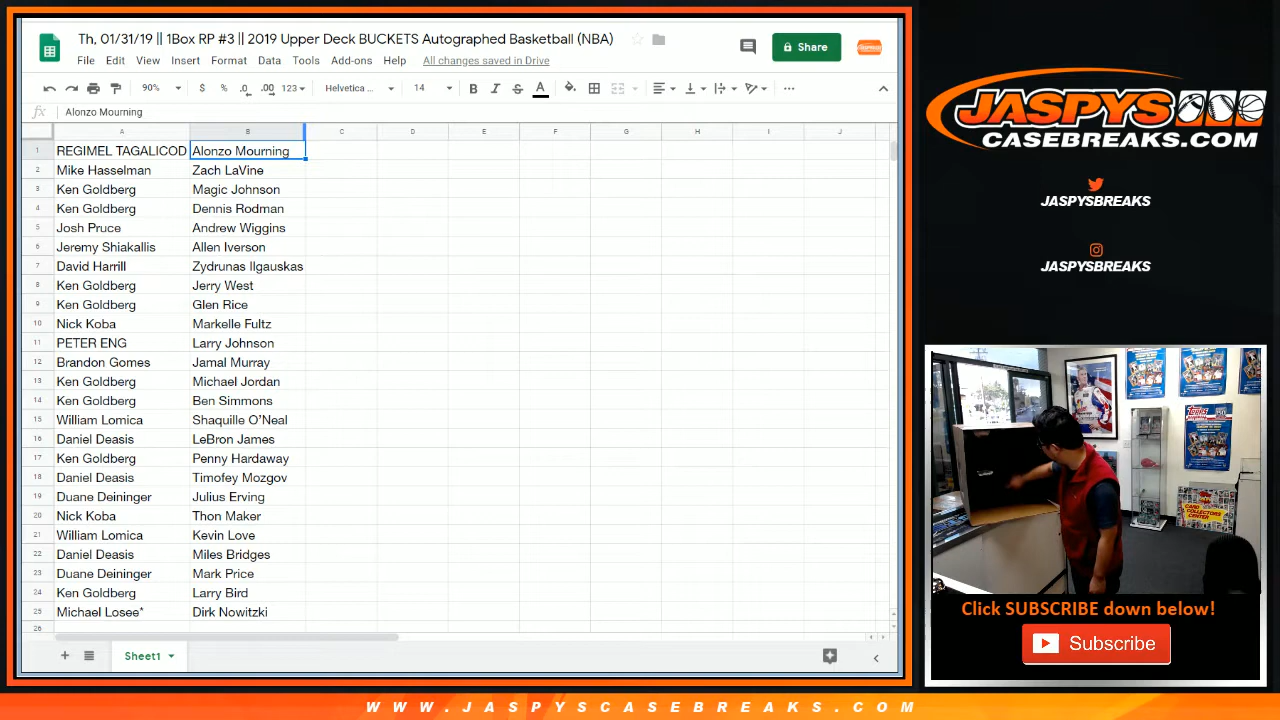 Th, 01/31/19 || 1Box RP #3 || 2019 Upper Deck BUCKETS Autographed Basketball (NBA)
File Edit View Insert Format Data Tools Add-ons Help All changes saved in Drive
Share
90% $ % .0 .00 123 Helvetica ... 14 B I S A
fx Alonzo Mourning
A B C D E F G H I J
1 REGIMEL TAGALICOD Alonzo Mourning
2 Mike Hasselman Zach LaVine
3 Ken Goldberg Magic Johnson
4 Ken Goldberg Dennis Rodman
5 Josh Pruce Andrew Wiggins
6 Jeremy Shiakallis Allen Iverson
7 David Harrill Zydrunas Ilgauskas
8 Ken Goldberg Jerry West
9 Ken Goldberg Glen Rice
10 Nick Koba Markelle Fultz
11 PETER ENG Larry Johnson
12 Brandon Gomes Jamal Murray
13 Ken Goldberg Michael Jordan
14 Ken Goldberg Ben Simmons
15 William Lomica Shaquille O'Neal
16 Daniel Deasis LeBron James
17 Ken Goldberg Penny Hardaway
18 Daniel Deasis Timofey Mozgov
19 Duane Deininger Julius Erving
20 Nick Koba Thon Maker
21 William Lomica Kevin Love
22 Daniel Deasis Miles Bridges
23 Duane Deininger Mark Price
24 Ken Goldberg Larry Bird
25 Michael Losee* Dirk Nowitzki
26
Sheet1
JASPYS
CASEBREAKS.COM
JASPYSBREAKS
JASPYSBREAKS
Topps
CARD
COLLECTORS
CENTER
Click SUBSCRIBE down below!
Subscribe
WWW.JASPYSCASEBREAKS.COM